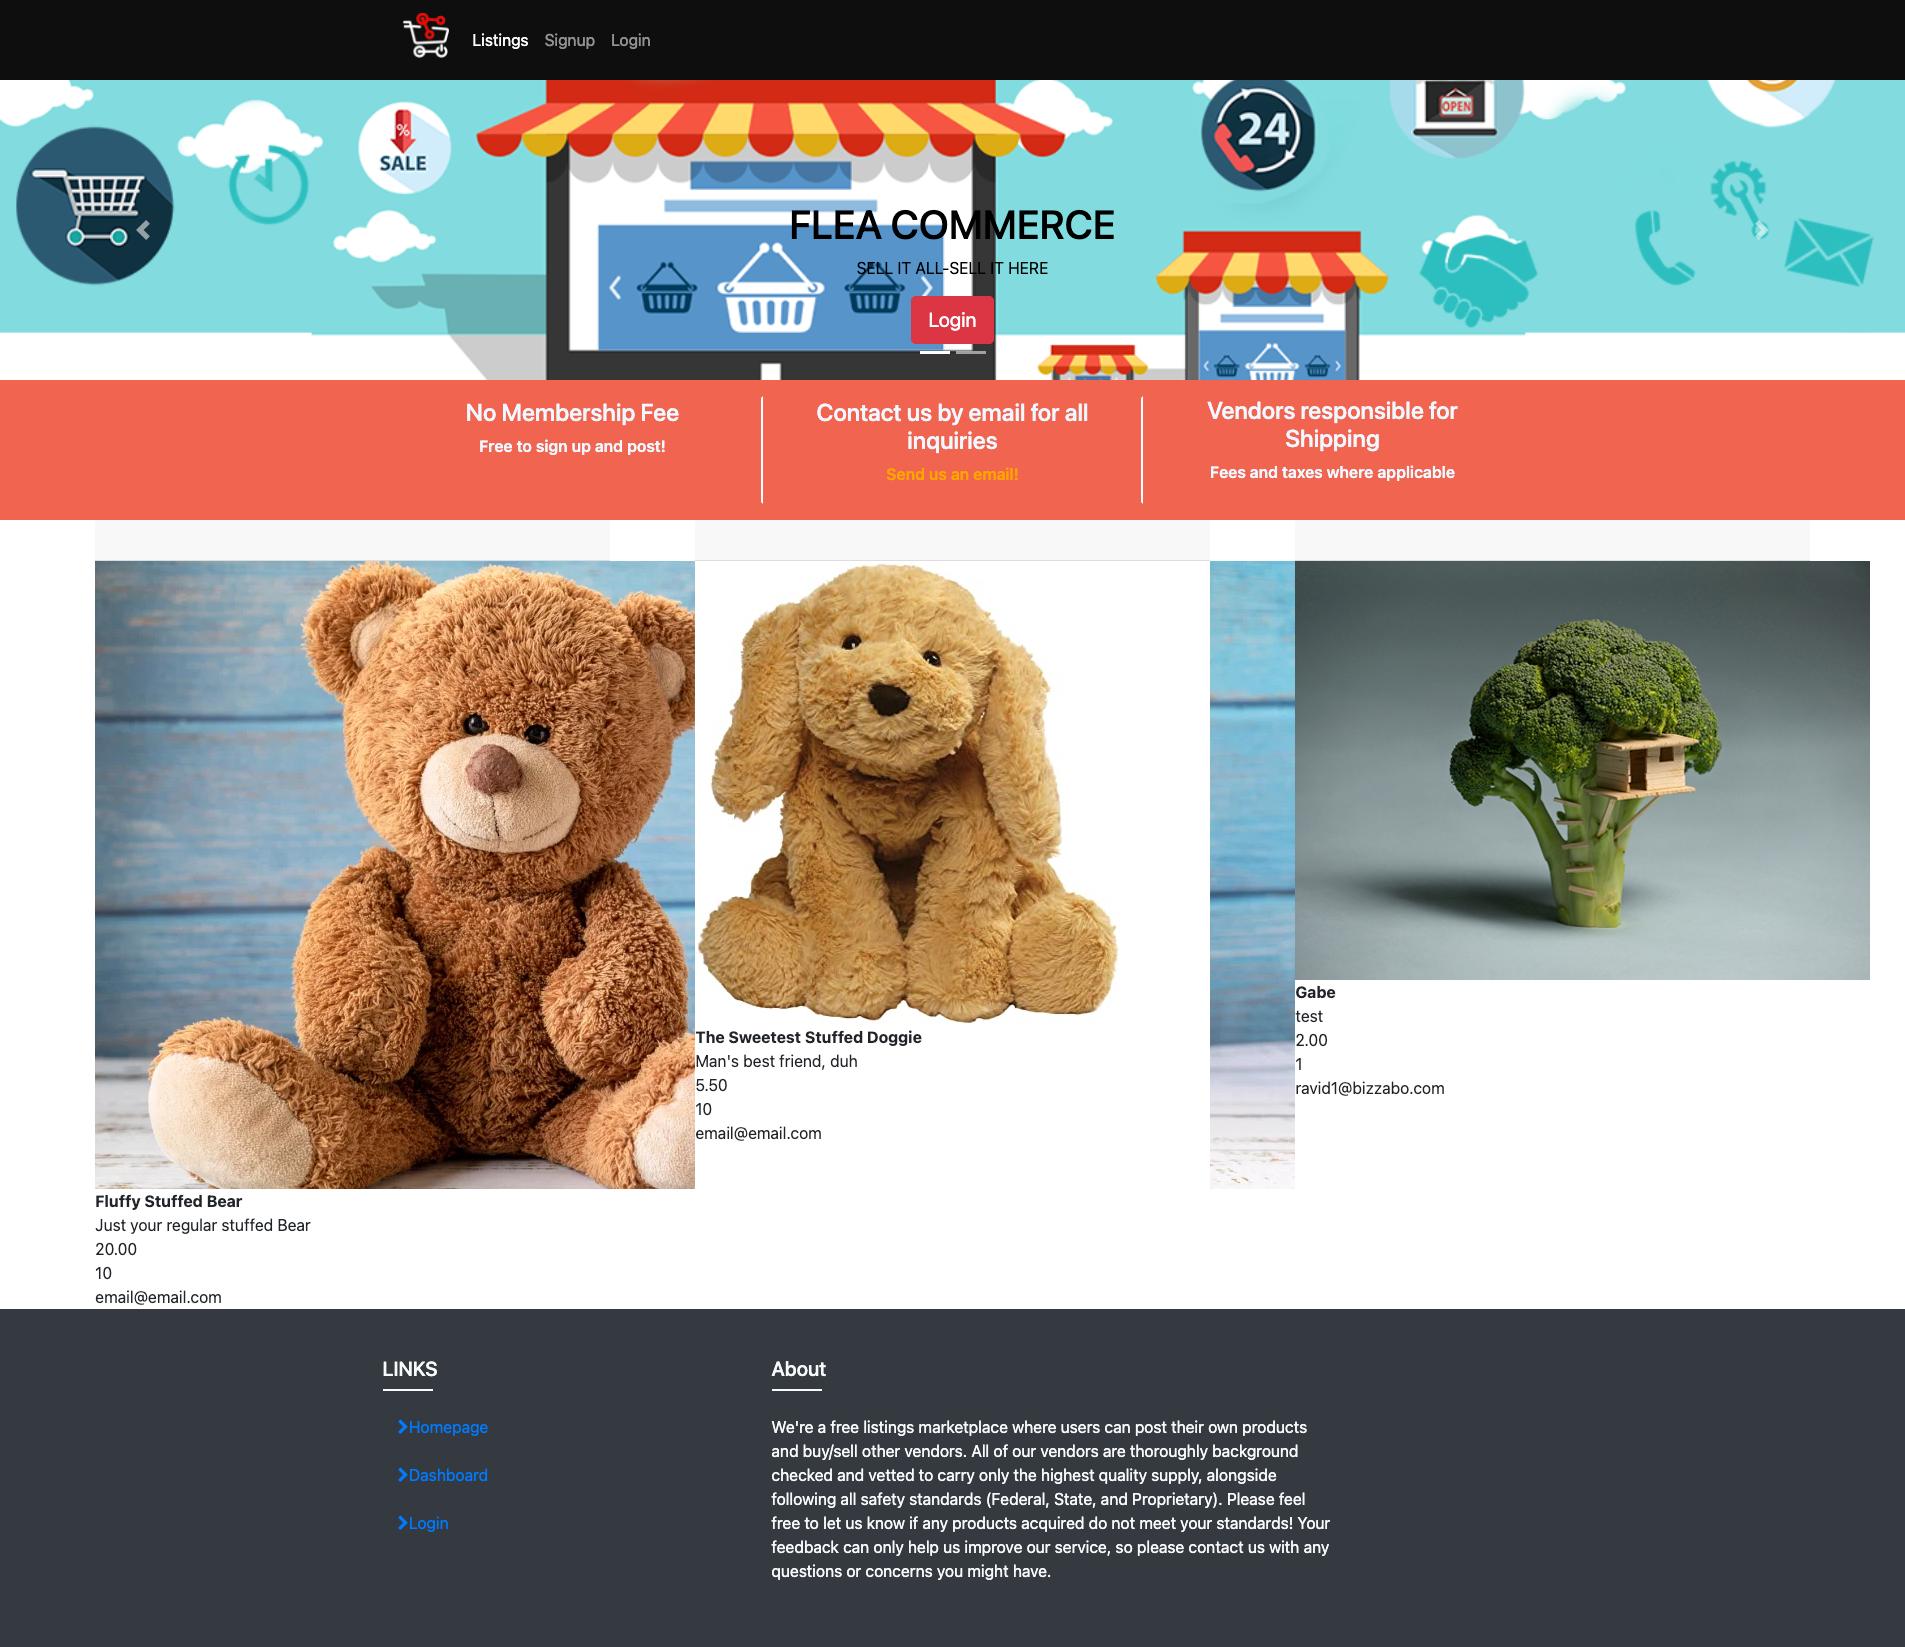 Listings Signup Login
SALE
%
24
OPEN
FLEA COMMERCE
SELL IT ALL-SELL IT HERE
Login
No Membership Fee
Free to sign up and post!
Contact us by email for all
inquiries
Send us an email!
Vendors responsible for
Shipping
Fees and taxes where applicable
Fluffy Stuffed Bear
Just your regular stuffed Bear
20.00
10
email@email.com
The Sweetest Stuffed Doggie
Man's best friend, duh
5.50
10
email@email.com
Gabe
test
2.00
1
ravid1@bizzabo.com
LINKS
Homepage
Dashboard
Login
About
We're a free listings marketplace where users can post their own products
and buy/sell other vendors. All of our vendors are thoroughly background
checked and vetted to carry only the highest quality supply, alongside
following all safety standards (Federal, State, and Proprietary). Please feel
free to let us know if any products acquired do not meet your standards! Your
feedback can only help us improve our service, so please contact us with any
questions or concerns you might have.